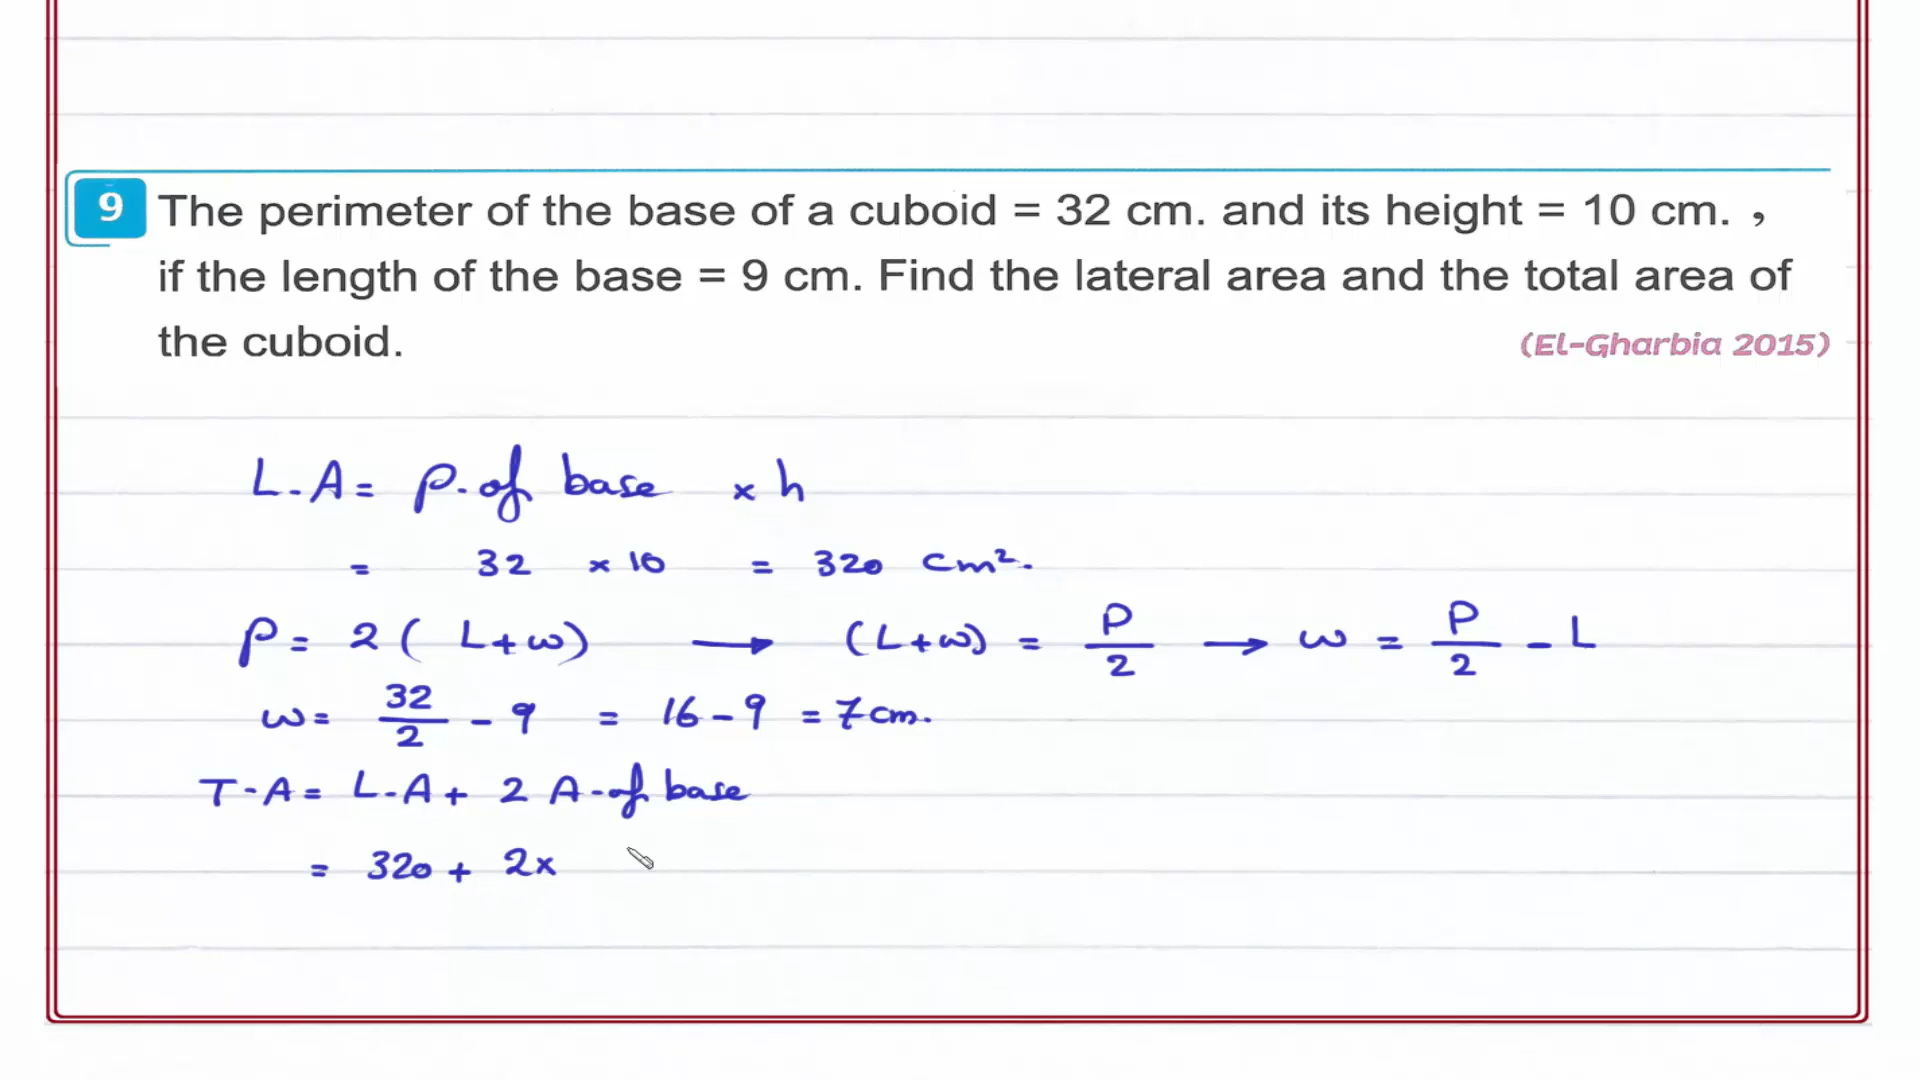 9 The perimeter of the base of a cuboid = 32 cm. and its height = 10 cm. ,
if the length of the base = 9 cm. Find the lateral area and the total area of
the cuboid. (El-Gharbia 2015)
L.A = P. of base × h
= 32 × 10 = 320 cm².
P = 2 ( L+w) → (L+w) = P/2 → w = P/2 - L
w = 32/2 - 9 = 16 - 9 = 7 cm.
T.A = L.A + 2 A. of base
= 320 + 2×